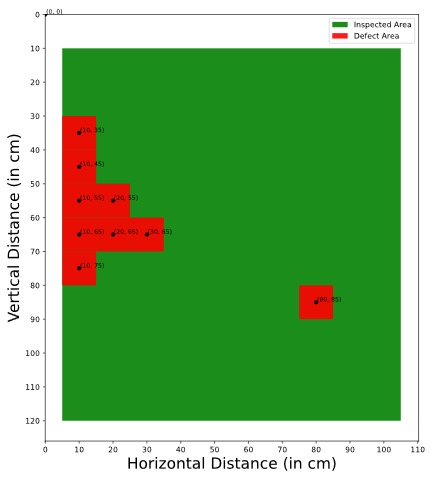 (0, 0)
Inspected Area
Defect Area
0
10
20
30
40
50
60
70
80
90
100
110
120
(10, 35)
(10, 45)
(10, 55) (20, 55)
(10, 65) (20, 65) (30, 65)
(10, 75)
(80, 85)
0 10 20 30 40 50 60 70 80 90 100 110
Vertical Distance (in cm)
Horizontal Distance (in cm)